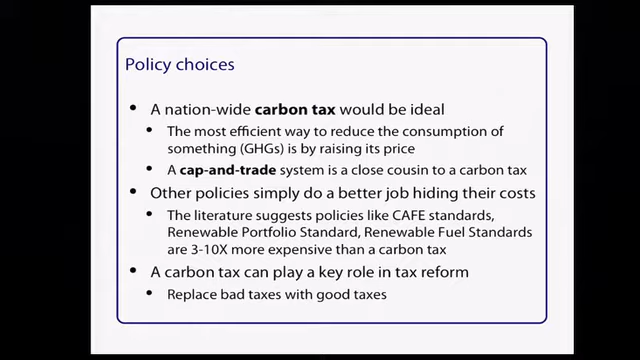 Policy choices
• A nation-wide carbon tax would be ideal
• The most efficient way to reduce the consumption of
something (GHGs) is by raising its price
• A cap-and-trade system is a close cousin to a carbon tax
• Other policies simply do a better job hiding their costs
• The literature suggests policies like CAFE standards,
Renewable Portfolio Standard, Renewable Fuel Standards
are 3-10X more expensive than a carbon tax
• A carbon tax can play a key role in tax reform
• Replace bad taxes with good taxes